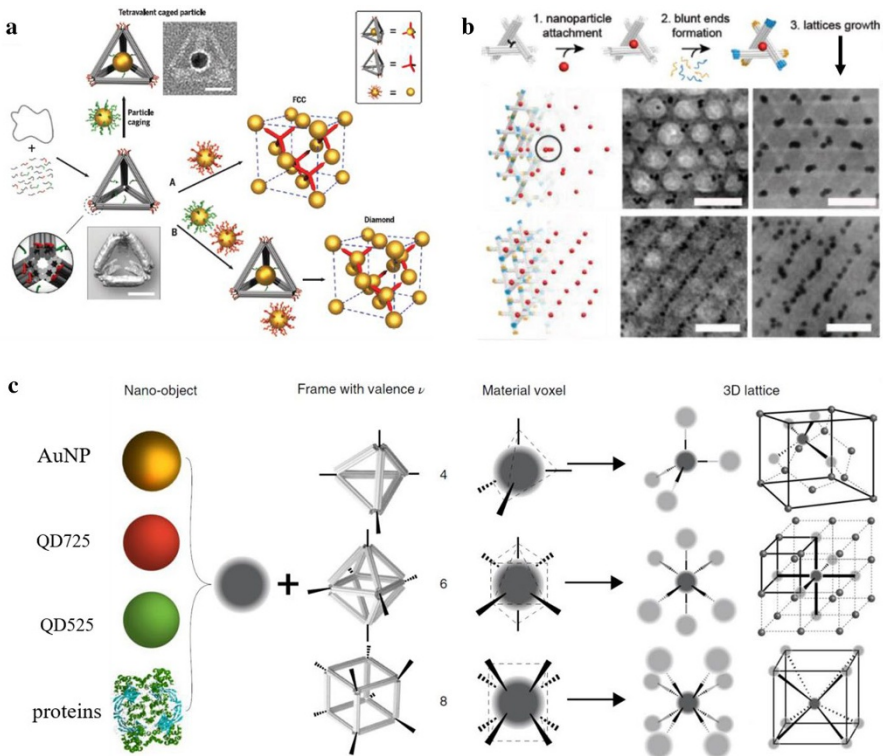 a
Tetravalent caged particle
Particle
caging
+
A
B
FCC
=
=
=
Diamond
b
1. nanoparticle
attachment
2. blunt ends
formation
3. lattices growth
c
Nano-object
Frame with valence ν
Material voxel
3D lattice
AuNP
QD725
QD525
proteins
+
4
6
8